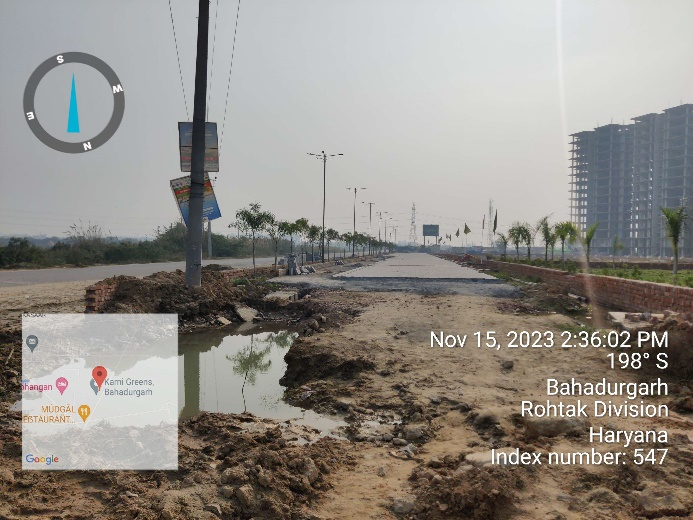 S
W
E
N
Nov 15, 2023 2:36:02 PM
198° S
Bahadurgarh
Rohtak Division
Haryana
Index number: 547
Kami Greens,
Bahadurgarh
MUDGAL
Google